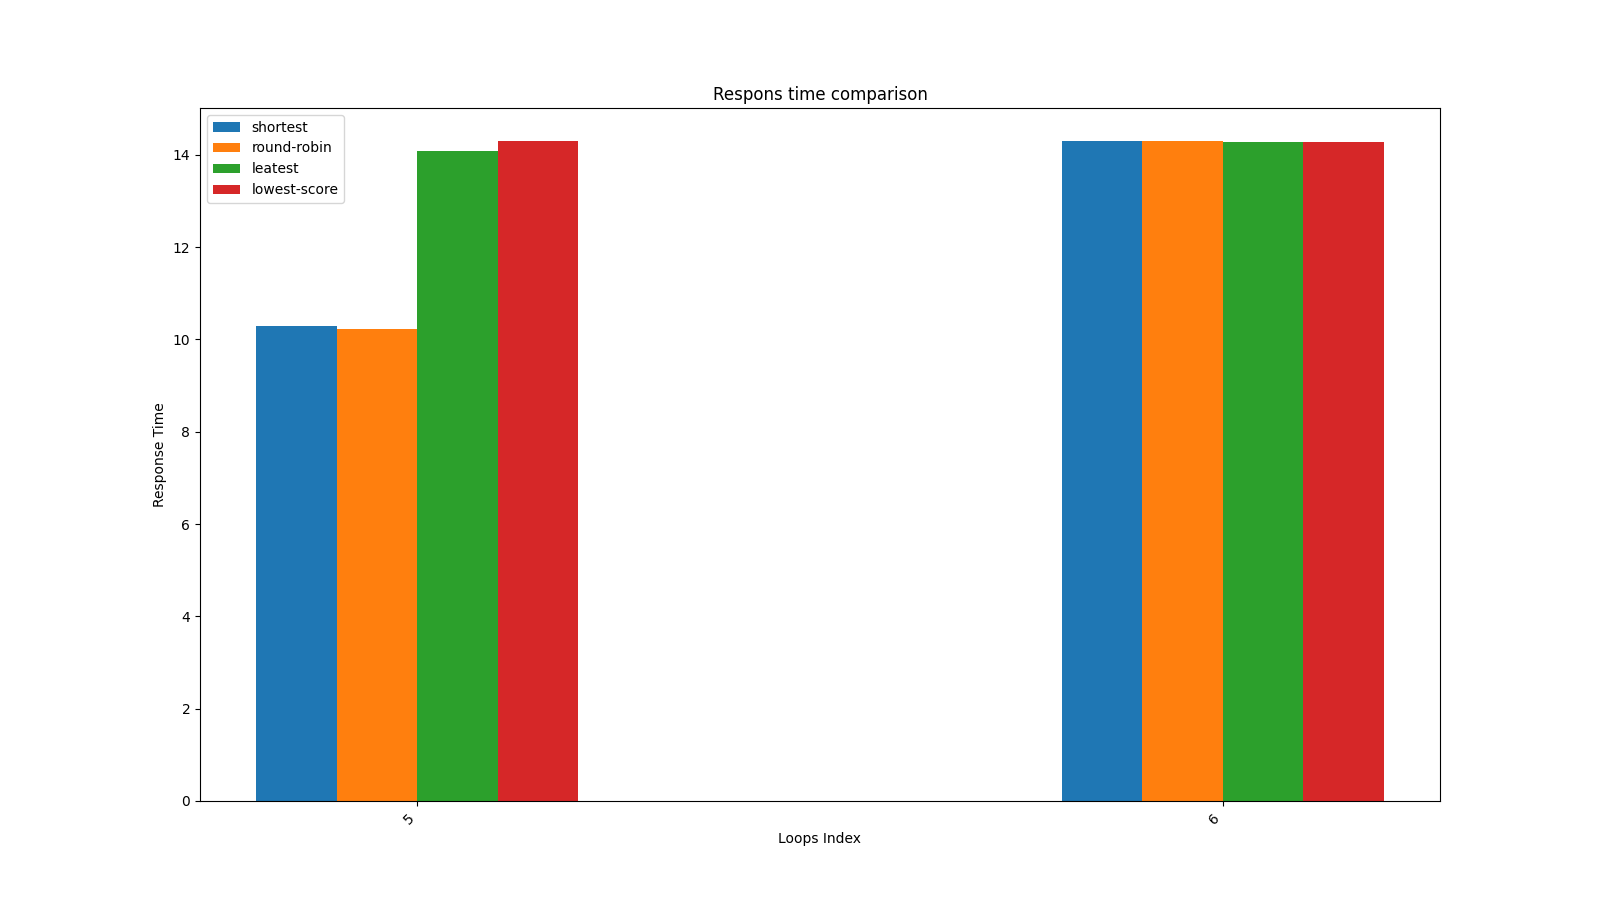 Respons time comparison
shortest
round-robin
leatest
lowest-score
14
12
10
8
6
4
2
0
Response Time
5
6
Loops Index